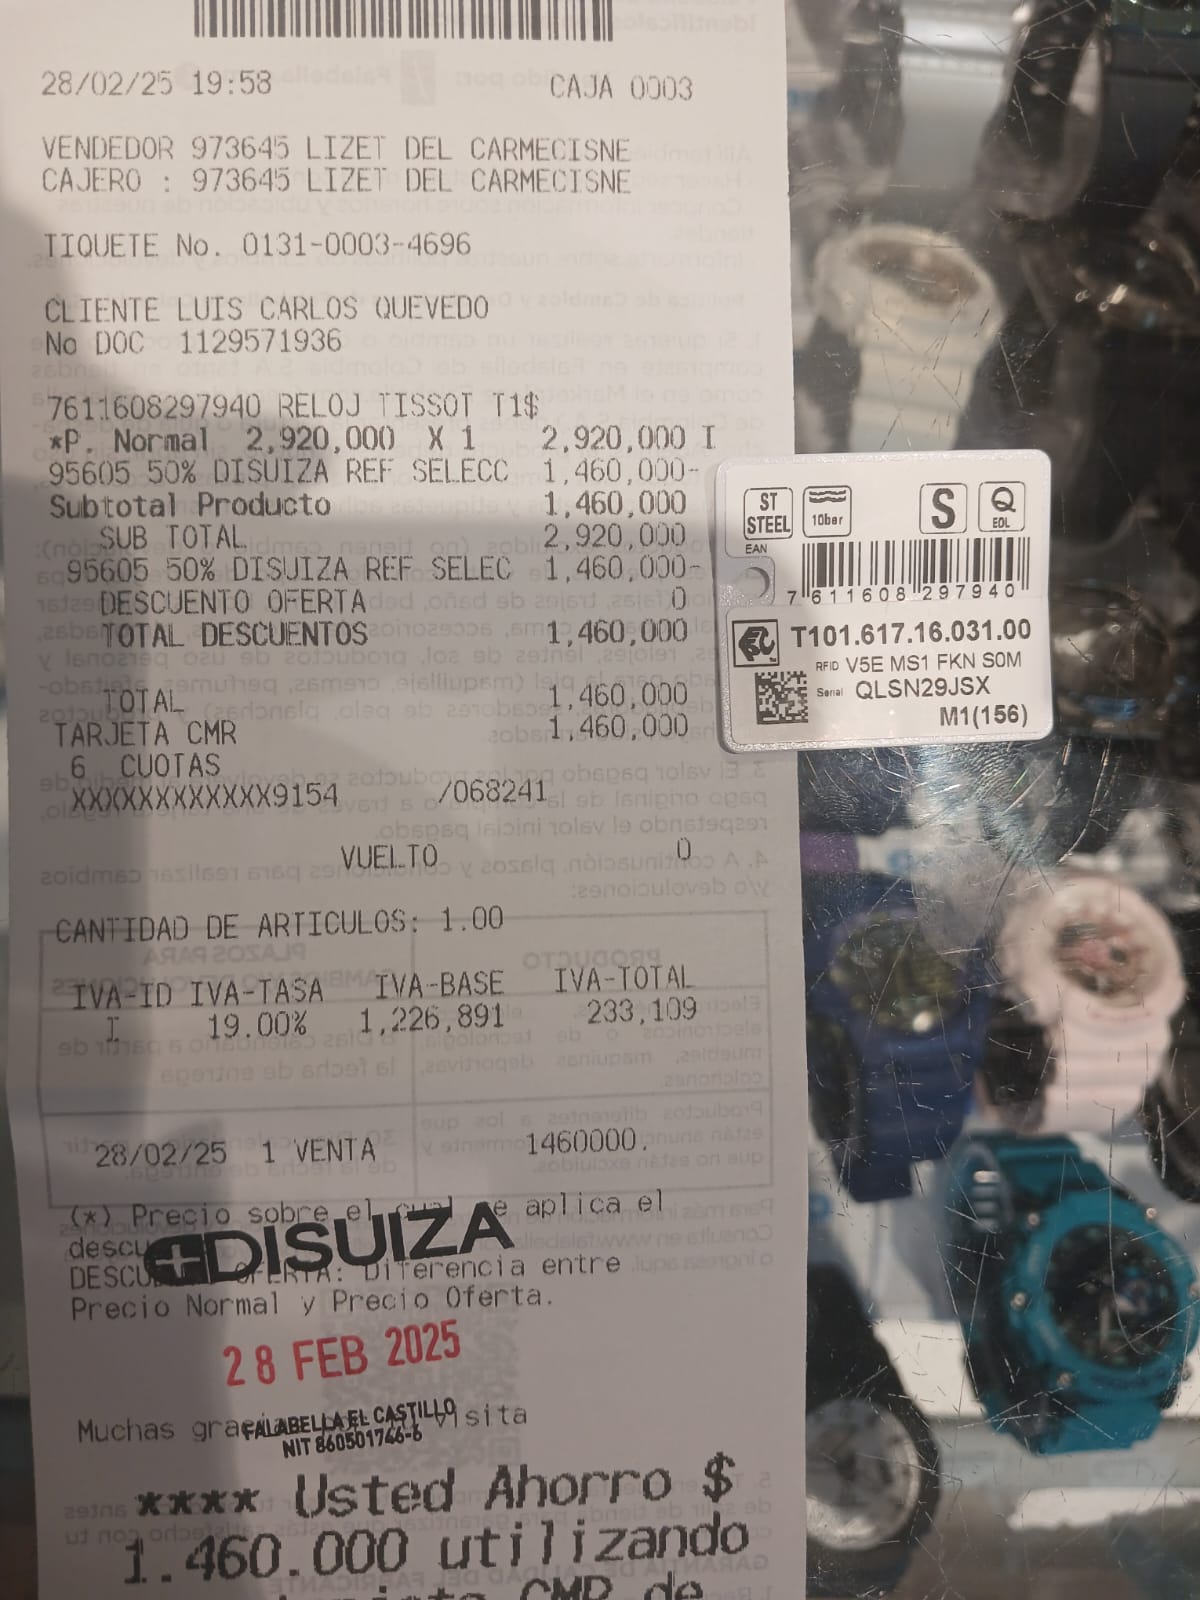 28/02/25 19:58 CAJA 0003
VENDEDOR 973645 LIZET DEL CARMECISNE
CAJERO : 973645 LIZET DEL CARMECISNE
TIQUETE No. 0131-0003-4696
CLIENTE LUIS CARLOS QUEVEDO
No DOC 1129571936
7611608297940 RELOJ TISSOT T1$
*P. Normal 2,920,000 X 1 2,920,000 I
95605 50% DISUIZA REF SELECC 1,460,000-
Subtotal Producto 1,460,000
SUB TOTAL 2,920,000
95605 50% DISUIZA REF SELEC 1,460,000-
DESCUENTO OFERTA 0
TOTAL DESCUENTOS 1,460,000
TOTAL 1,460,000
TARJETA CMR 1,460,000
6 CUOTAS
XXXXXXXXXXXX9154 /068241
VUELTO 0
CANTIDAD DE ARTICULOS: 1.00
IVA-ID IVA-TASA IVA-BASE IVA-TOTAL
I 19.00% 1,226,891 233,109
28/02/25 1 VENTA 1460000.
(*) Precio sobre el aplica el
DISUIZA
Diferencia entre
Precio Normal y Precio Oferta.
28 FEB 2025
Muchas visita
FALABELLA EL CASTILLO
NIT 860501746-6
**** Usted Ahorro $
1.460.000 utilizando
CMR de
ST
STEEL
10bar
S
Q
EOL
EAN
7 611608 297940
T101.617.16.031.00
RFID V5E MS1 FKN S0M
Serial QLSN29JSX
M1(156)